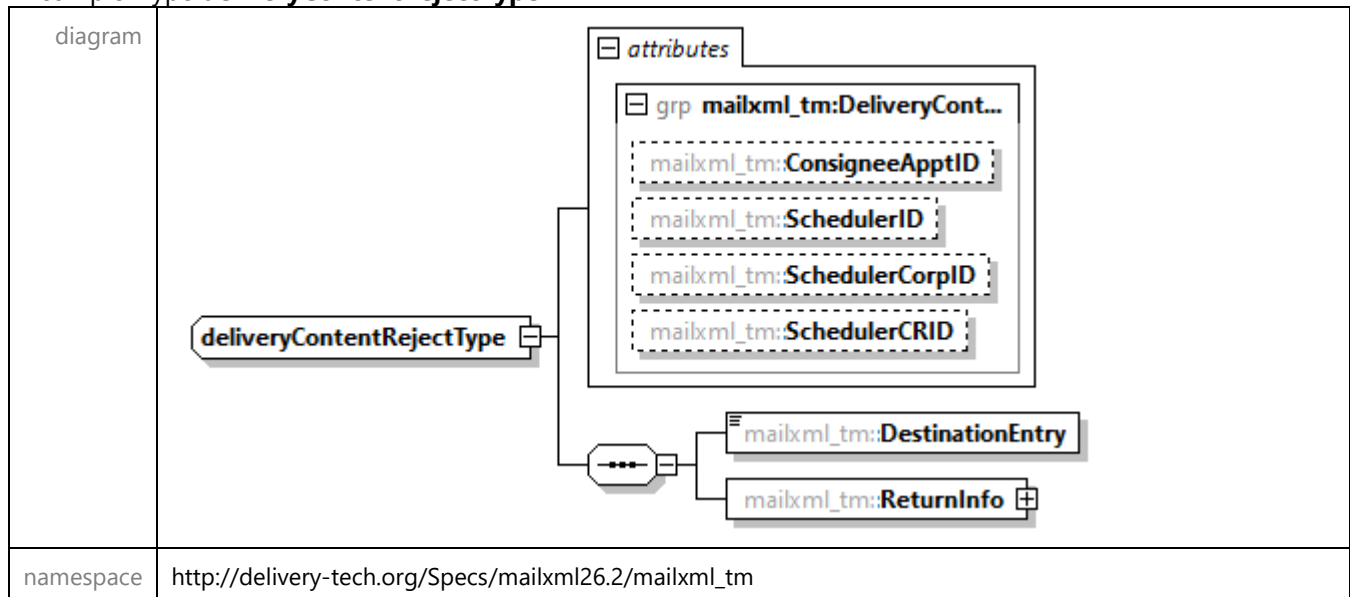 diagram
attributes
grp mailxml_tm:DeliveryCont...
mailxml_tm::ConsigneeApptID
mailxml_tm::SchedulerID
mailxml_tm::SchedulerCorpID
mailxml_tm::SchedulerCRID
deliveryContentRejectType
mailxml_tm::DestinationEntry
mailxml_tm::ReturnInfo
namespace http://delivery-tech.org/Specs/mailxml26.2/mailxml_tm